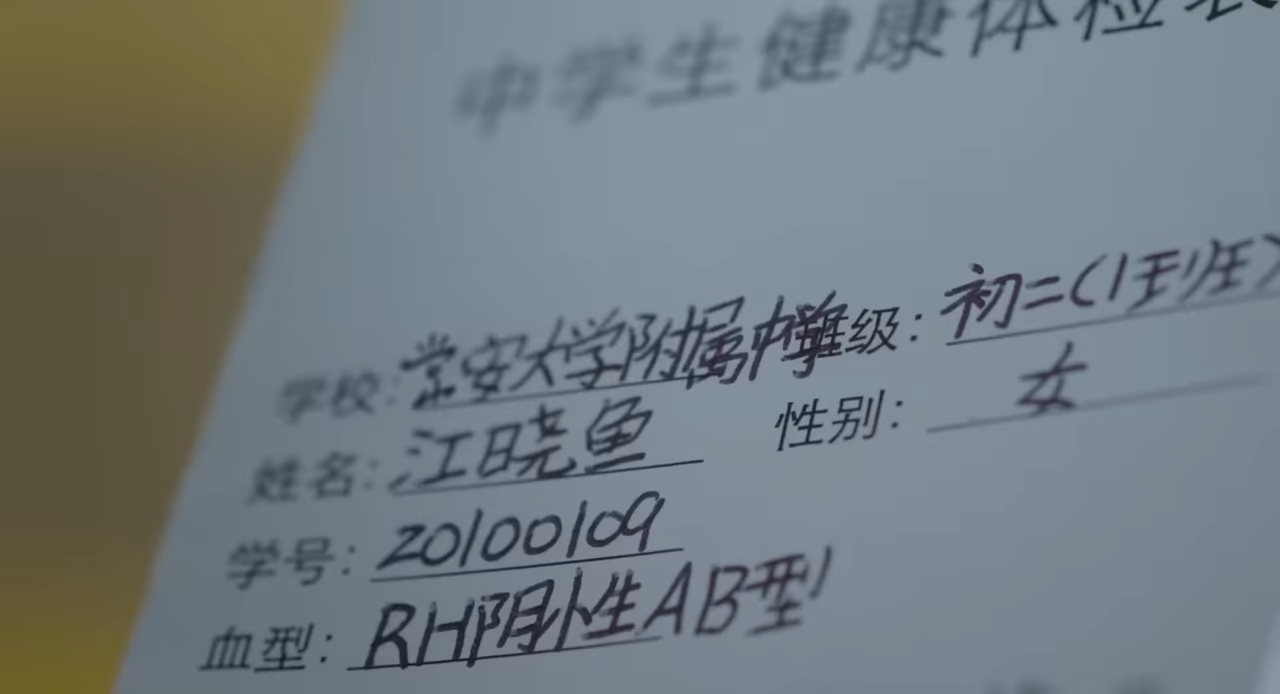 中学生健康体检表
学校：常安大学附属中学 班级：初二（1）班
姓名：江晓鱼 性别：女
学号：20100109
血型：RH阴性AB型